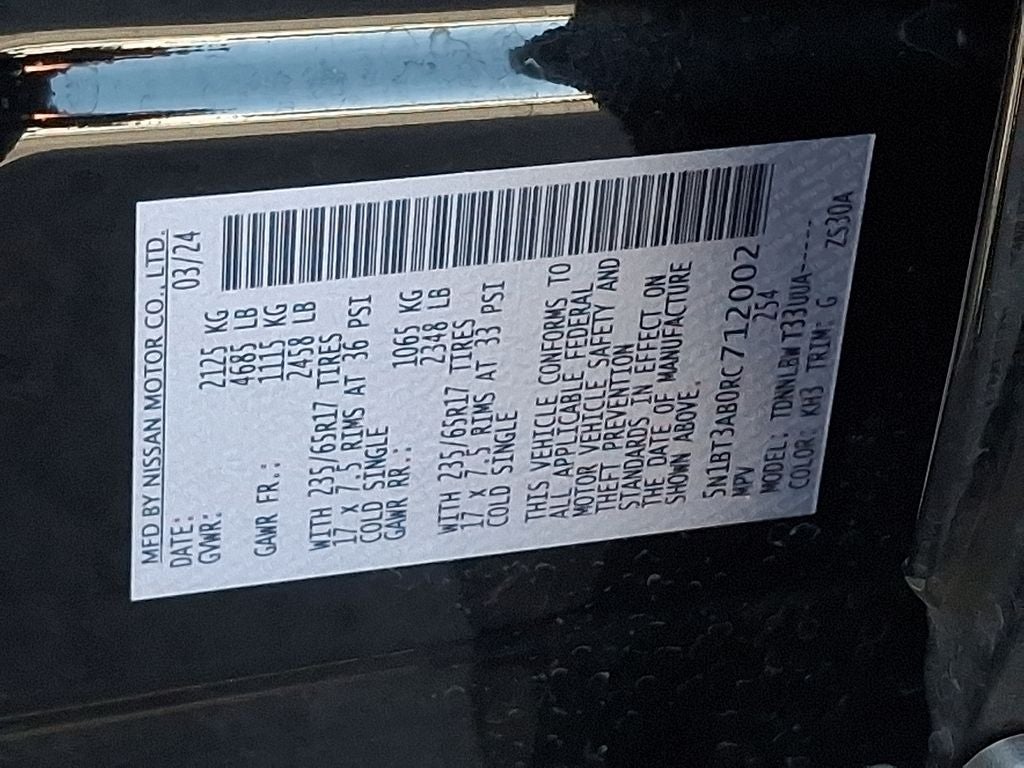 MFD BY NISSAN MOTOR CO., LTD.
DATE: 03/24
GVWR: 2125 KG
4685 LB
GAWR FR.: 1115 KG
2458 LB
WITH 235/65R17 TIRES
17 x 7.5 RIMS AT 36 PSI
COLD SINGLE
GAWR RR.: 1065 KG
2348 LB
WITH 235/65R17 TIRES
17 x 7.5 RIMS AT 33 PSI
COLD SINGLE
THIS VEHICLE CONFORMS TO
ALL APPLICABLE FEDERAL
MOTOR VEHICLE SAFETY AND
THEFT PREVENTION
STANDARDS IN EFFECT ON
THE DATE OF MANUFACTURE
SHOWN ABOVE.
5N1BT3AB0RC712002
MPV 254
MODEL: TDNNLBW T33UUA-----
COLOR: KH3 TRIM: G ZS30A